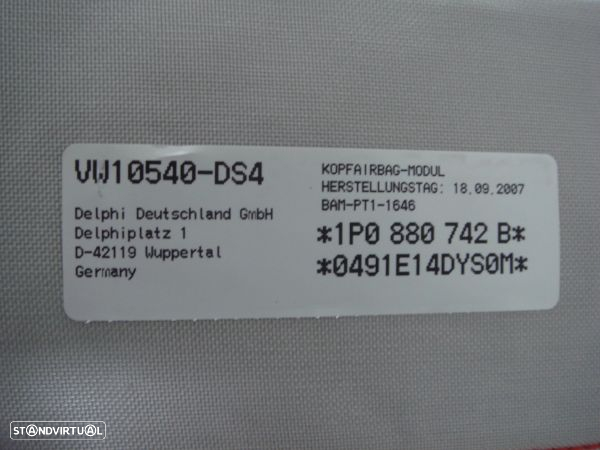 VW10540-DS4
Delphi Deutschland GmbH
Delphiplatz 1
D-42119 Wuppertal
Germany
KOPFAIRBAG-MODUL
HERSTELLUNGSTAG: 18.09.2007
BAM-PT1-1646
*1P0 880 742 B*
*0491E14DYS0M*
STANDVIRTUAL